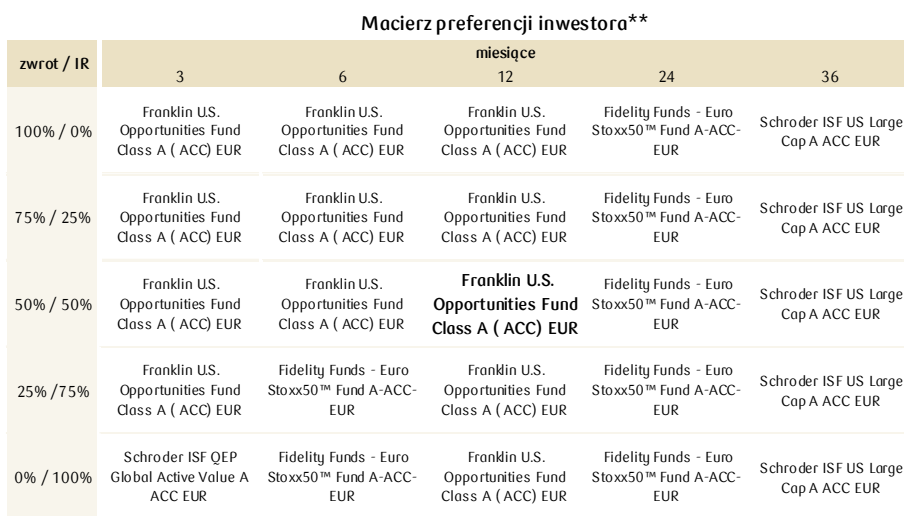 Macierz preferencji inwestora**
zwrot / IR
miesiące
3 6 12 24 36
100% / 0%
Franklin U.S.
Opportunities Fund
Class A ( ACC) EUR
Franklin U.S.
Opportunities Fund
Class A ( ACC) EUR
Franklin U.S.
Opportunities Fund
Class A ( ACC) EUR
Fidelity Funds - Euro
Stoxx50™ Fund A-ACC-
EUR
Schroder ISF US Large
Cap A ACC EUR
75% / 25%
Franklin U.S.
Opportunities Fund
Class A ( ACC) EUR
Franklin U.S.
Opportunities Fund
Class A ( ACC) EUR
Franklin U.S.
Opportunities Fund
Class A ( ACC) EUR
Fidelity Funds - Euro
Stoxx50™ Fund A-ACC-
EUR
Schroder ISF US Large
Cap A ACC EUR
50% / 50%
Franklin U.S.
Opportunities Fund
Class A ( ACC) EUR
Franklin U.S.
Opportunities Fund
Class A ( ACC) EUR
Franklin U.S.
Opportunities Fund
Class A ( ACC) EUR
Fidelity Funds - Euro
Stoxx50™ Fund A-ACC-
EUR
Schroder ISF US Large
Cap A ACC EUR
25% /75%
Franklin U.S.
Opportunities Fund
Class A ( ACC) EUR
Fidelity Funds - Euro
Stoxx50™ Fund A-ACC-
EUR
Franklin U.S.
Opportunities Fund
Class A ( ACC) EUR
Fidelity Funds - Euro
Stoxx50™ Fund A-ACC-
EUR
Schroder ISF US Large
Cap A ACC EUR
0% / 100%
Schroder ISF QEP
Global Active Value A
ACC EUR
Fidelity Funds - Euro
Stoxx50™ Fund A-ACC-
EUR
Franklin U.S.
Opportunities Fund
Class A ( ACC) EUR
Fidelity Funds - Euro
Stoxx50™ Fund A-ACC-
EUR
Schroder ISF US Large
Cap A ACC EUR